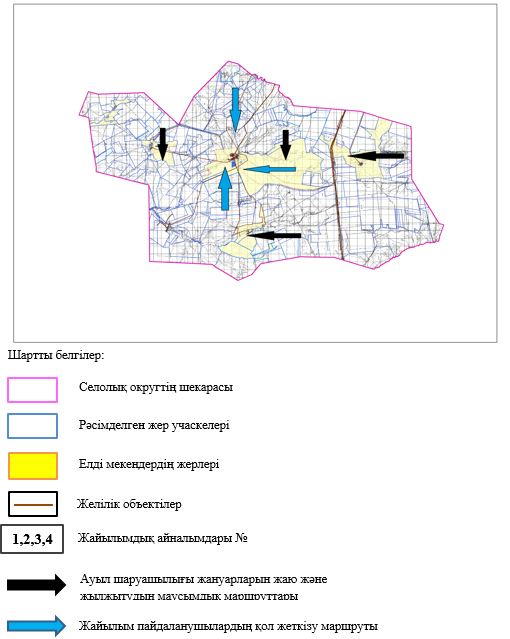 Шартты белгілер:
Селолық округтің шекарасы
Рәсімделген жер учаскелері
Елді мекендердің жерлері
Желілік объектілер
1,2,3,4 Жайылымдық айналымдары №
Ауыл шаруашылығы жануарларын жаю және
жылжытудың маусымдық маршруттары
Жайылым пайдаланушылардың қол жеткізу маршруты